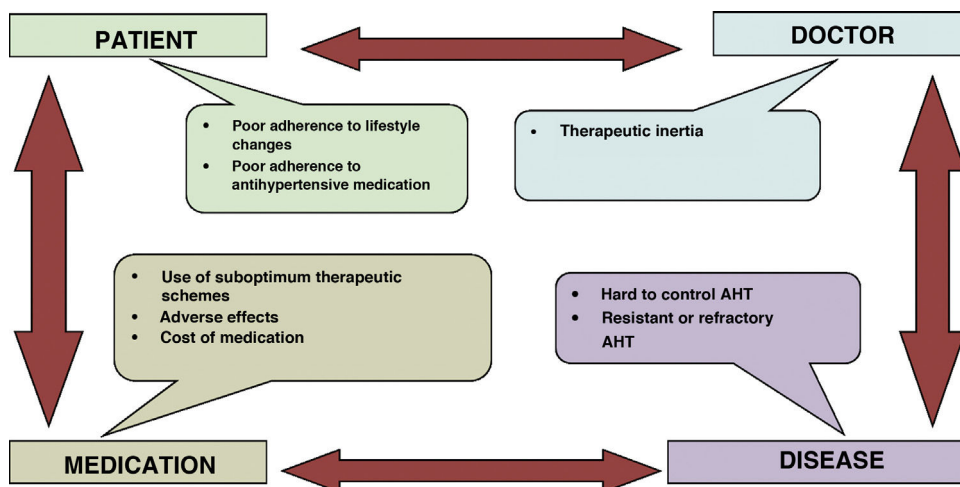 PATIENT
DOCTOR
• Poor adherence to lifestyle
changes
• Poor adherence to
antihypertensive medication
• Therapeutic inertia
• Use of suboptimum therapeutic
schemes
• Adverse effects
• Cost of medication
• Hard to control AHT
• Resistant or refractory
AHT
MEDICATION
DISEASE